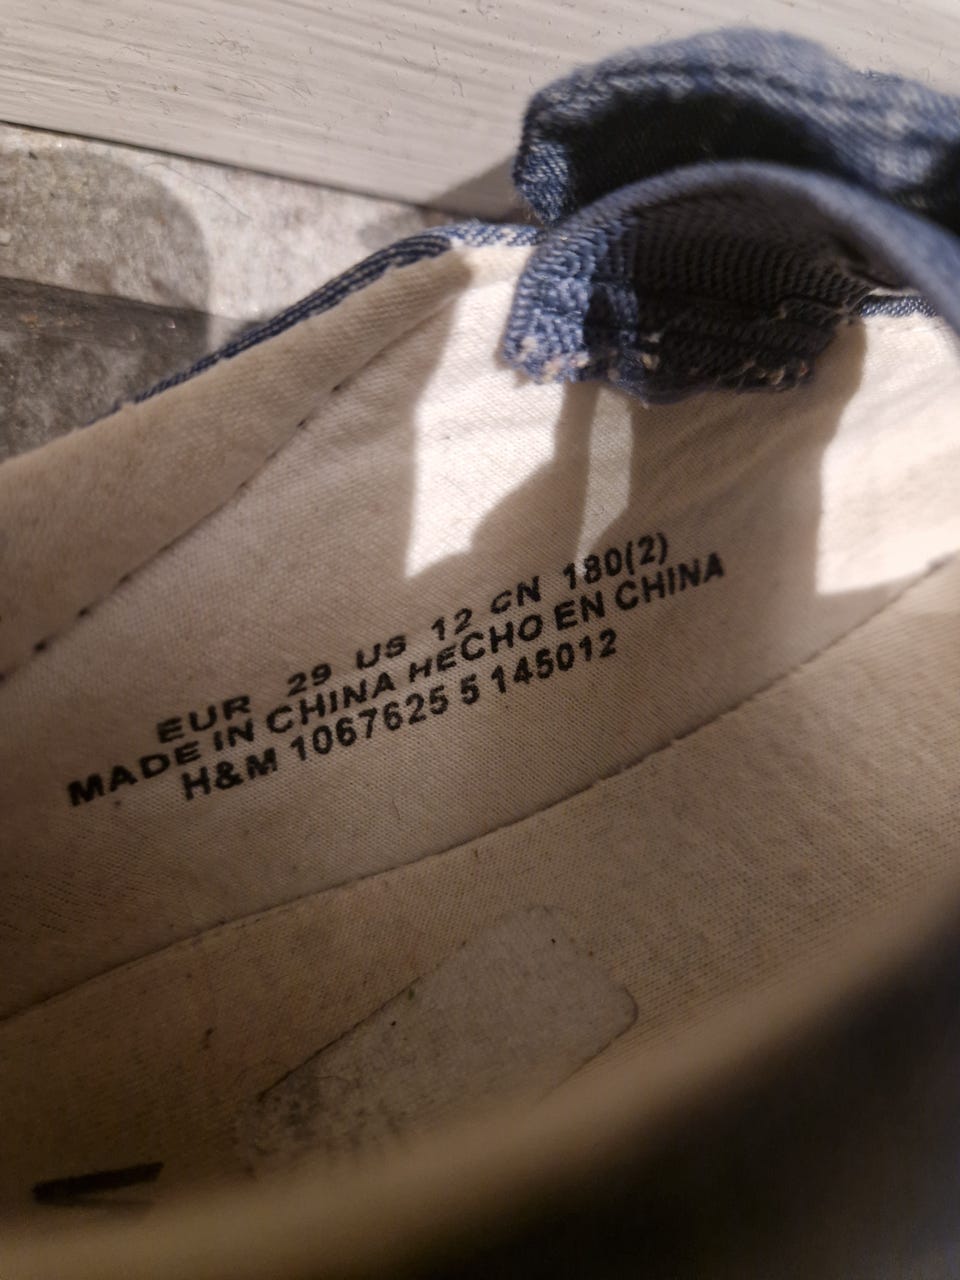 EUR 29 US 12 CN 180(2)
MADE IN CHINA HECHO EN CHINA
H&M 1067625 5 145012